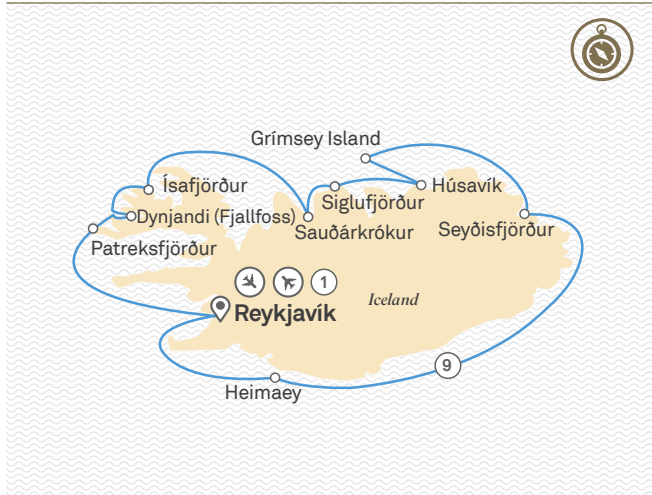 Grímsey Island
Ísafjörður
Húsavík
Siglufjörður
Dynjandi (Fjallfoss)
Sauðárkrókur
Seyðisfjörður
Patreksfjörður
1
Iceland
Reykjavík
9
Heimaey